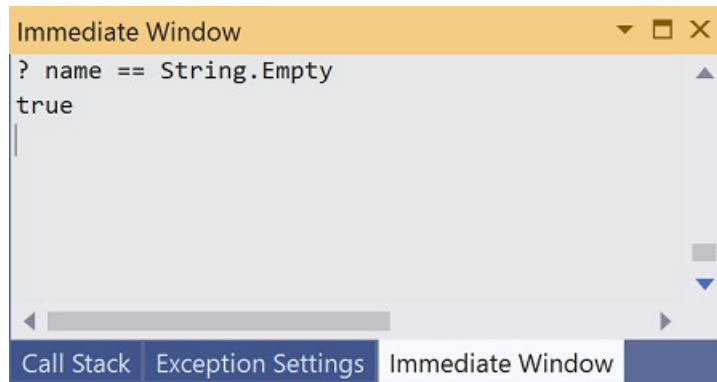 Immediate Window
? name == String.Empty
true
Call Stack Exception Settings Immediate Window